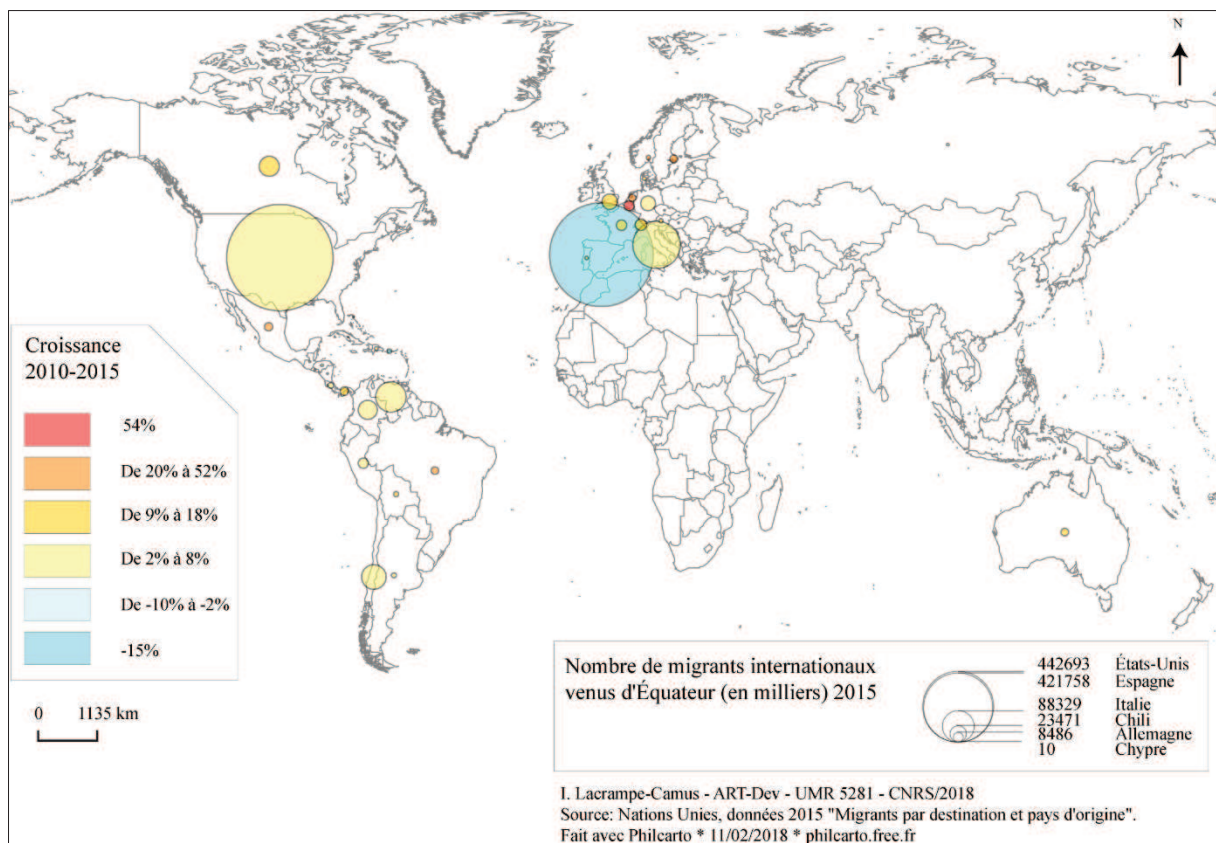 N
Croissance
2010-2015
54%
De 20% à 52%
De 9% à 18%
De 2% à 8%
De -10% à -2%
-15%
0 1135 km
Nombre de migrants internationaux
venus d'Équateur (en milliers) 2015
442693 États-Unis
421758 Espagne
88329 Italie
23471 Chili
8486 Allemagne
10 Chypre
I. Lacrampe-Camus - ART-Dev - UMR 5281 - CNRS/2018
Source: Nations Unies, données 2015 "Migrants par destination et pays d'origine".
Fait avec Philcarto * 11/02/2018 * philcarto.free.fr